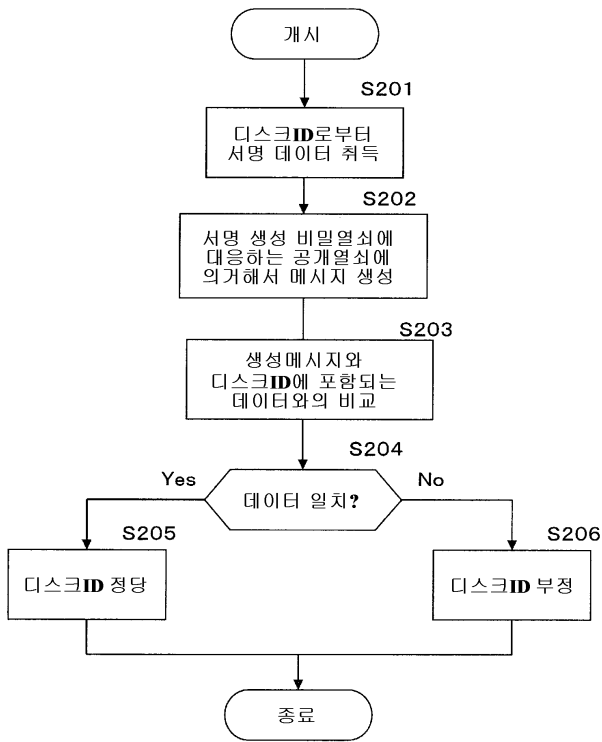 개시
S201
디스크ID로부터
서명 데이터 취득
S202
서명 생성 비밀열쇠에
대응하는 공개열쇠에
의거해서 메시지 생성
S203
생성메시지와
디스크ID에 포함되는
데이터와의 비교
S204
Yes
데이터 일치?
No
S205
디스크ID 정당
S206
디스크ID 부정
종료